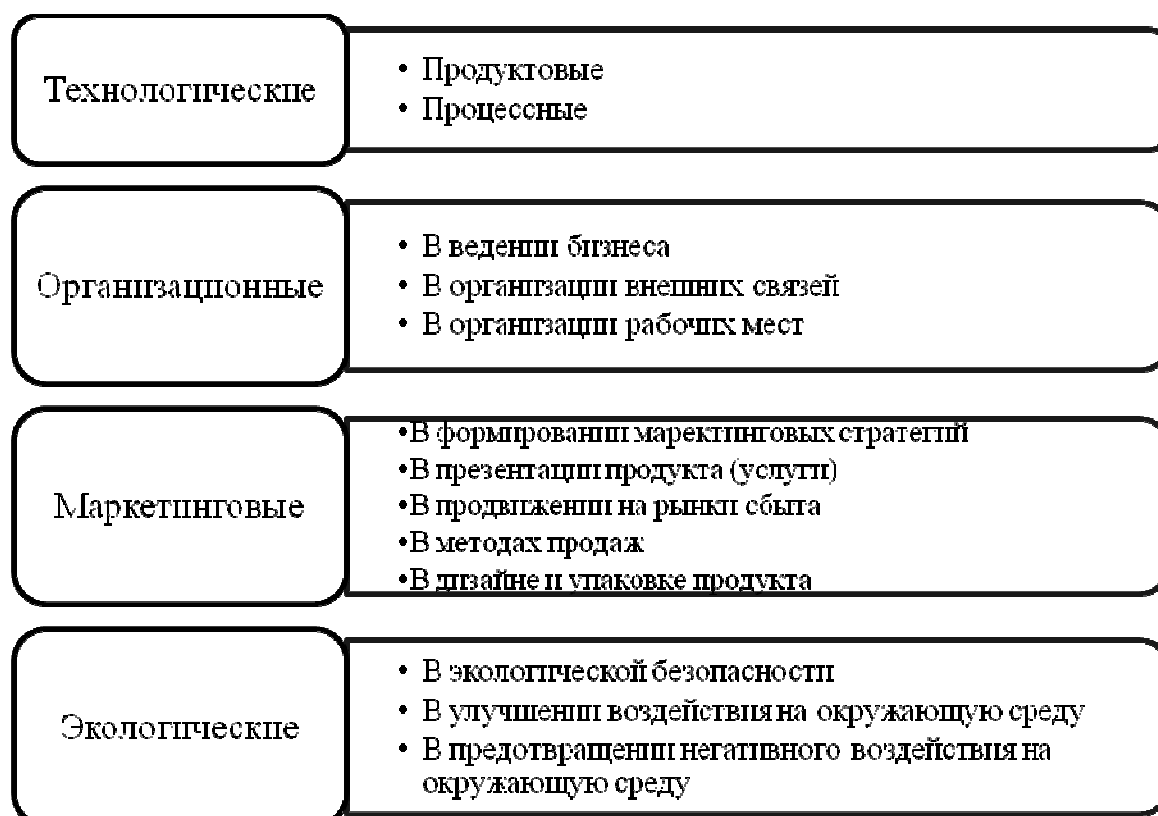 Технологические
• Продуктовые
• Процессные
Организационные
• В ведении бизнеса
• В организации внешних связей
• В организации рабочих мест
Маркетинговые
•В формировании маректинговых стратегий
•В презентации продукта (услуги)
•В продвижении на рынки сбыта
•В методах продаж
•В дизайне и упаковке продукта
Экологические
• В экологической безопасности
• В улучшении воздействия на окружающую среду
• В предотвращении негативного воздействия на
окружающую среду